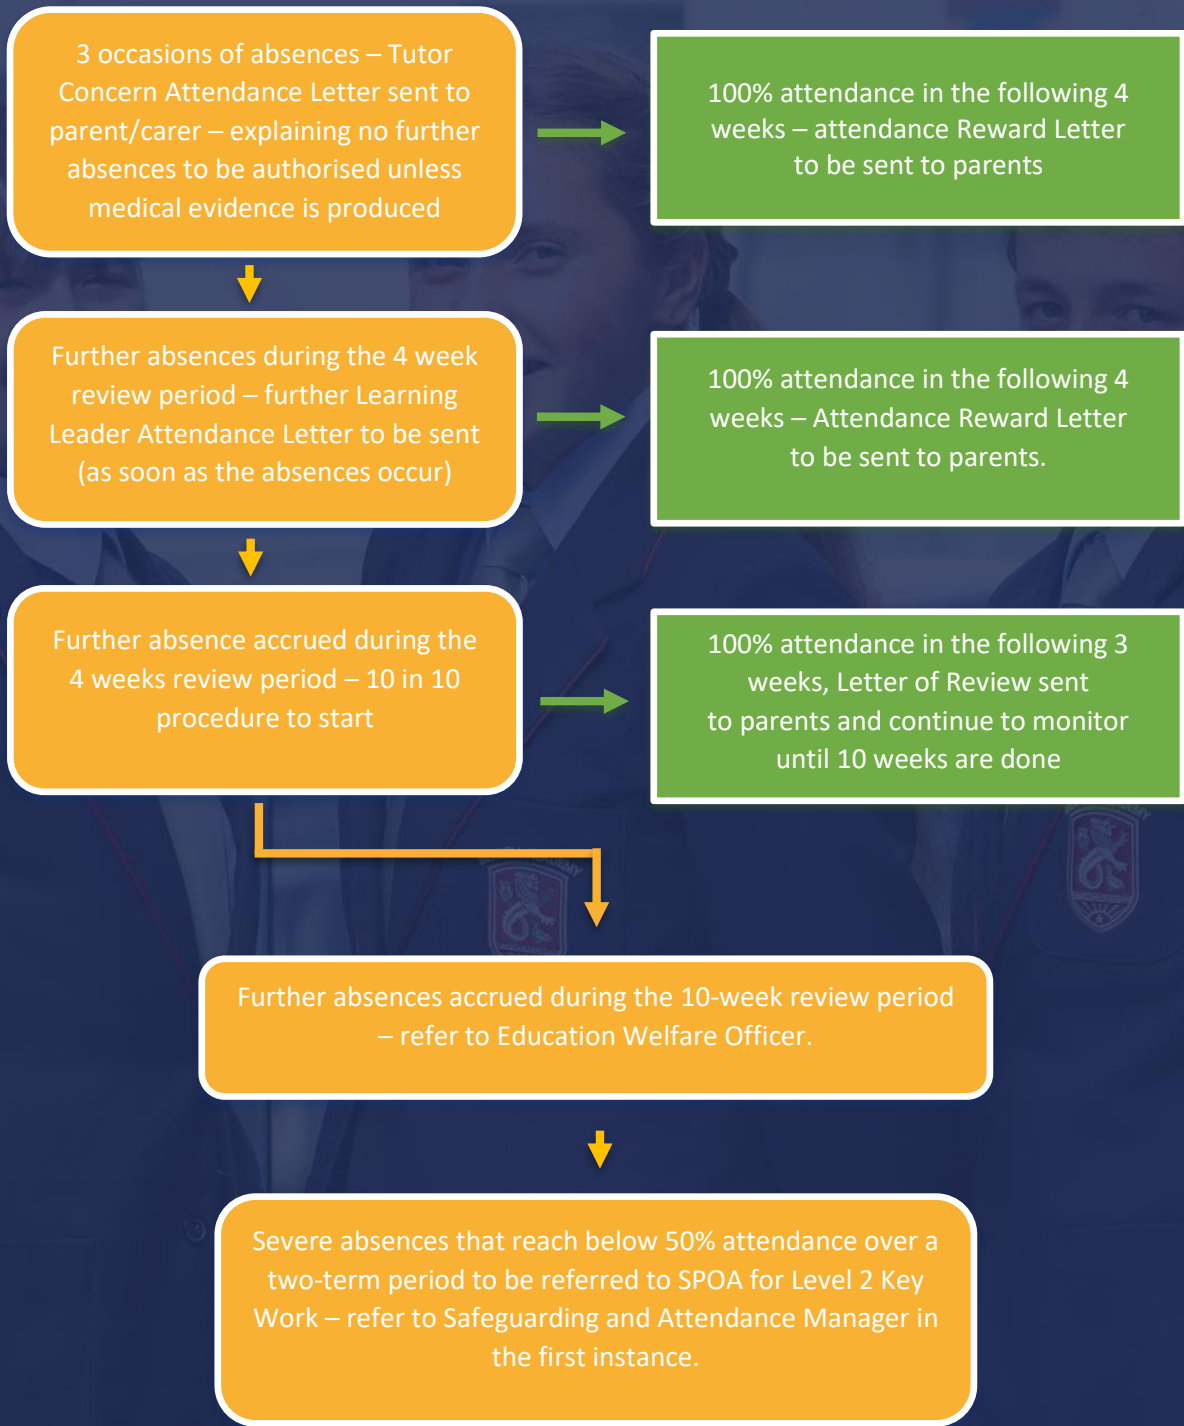 3 occasions of absences – Tutor
Concern Attendance Letter sent to
parent/carer – explaining no further
absences to be authorised unless
medical evidence is produced
100% attendance in the following 4
weeks – attendance Reward Letter
to be sent to parents
Further absences during the 4 week
review period – further Learning
Leader Attendance Letter to be sent
(as soon as the absences occur)
100% attendance in the following 4
weeks – Attendance Reward Letter
to be sent to parents.
Further absence accrued during the
4 weeks review period – 10 in 10
procedure to start
100% attendance in the following 3
weeks, Letter of Review sent
to parents and continue to monitor
until 10 weeks are done
Further absences accrued during the 10-week review period
– refer to Education Welfare Officer.
Severe absences that reach below 50% attendance over a
two-term period to be referred to SPOA for Level 2 Key
Work – refer to Safeguarding and Attendance Manager in
the first instance.